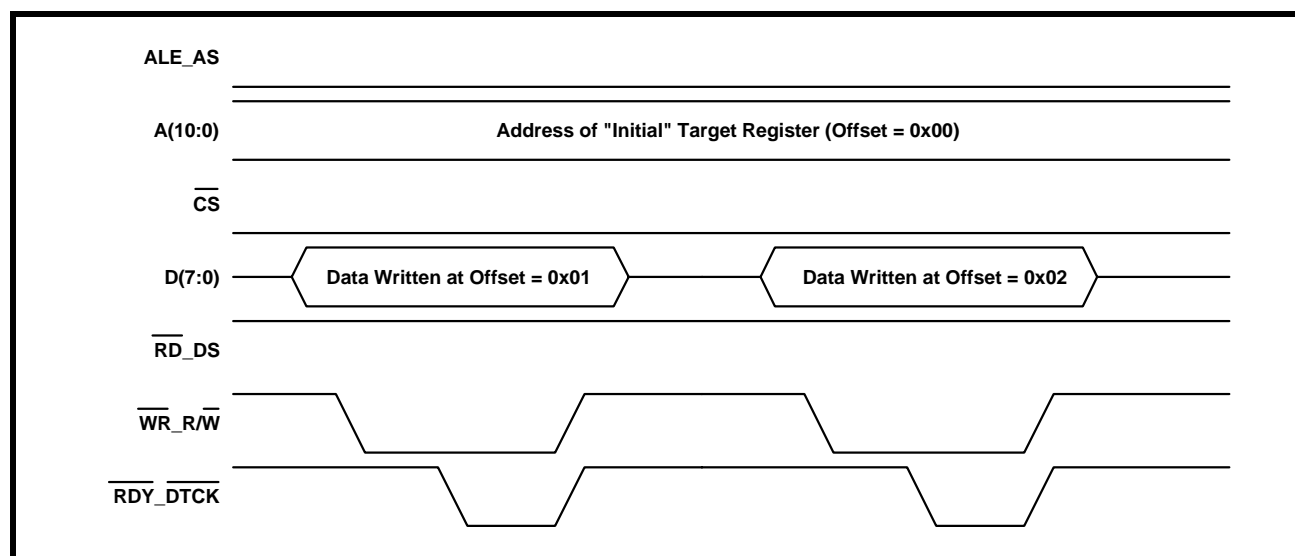 ALE_AS
A(10:0)
Address of "Initial" Target Register (Offset = 0x00)
CS
D(7:0)
Data Written at Offset = 0x01
Data Written at Offset = 0x02
RD_DS
WR_R/W
RDY_DTCK